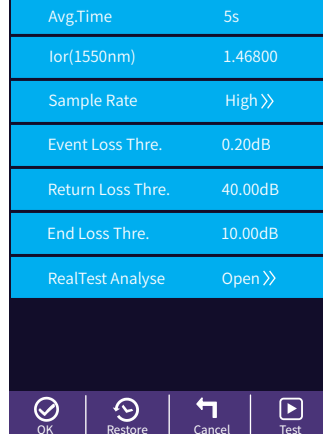 Avg.Time 5s
Ior(1550nm) 1.46800
Sample Rate High
Event Loss Thre. 0.20dB
Return Loss Thre. 40.00dB
End Loss Thre. 10.00dB
RealTest Analyse Open
OK Restore Cancel Test